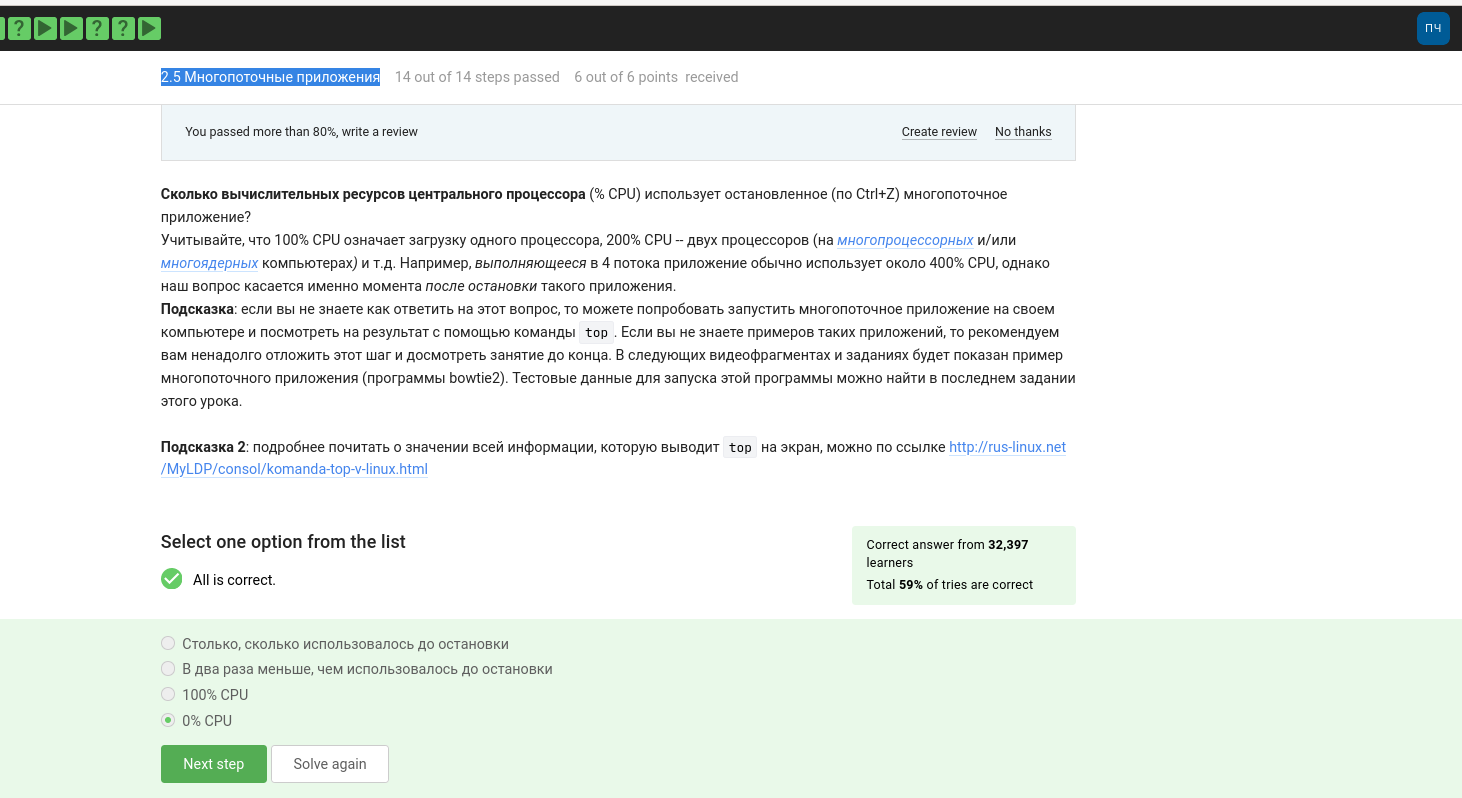 ? ? ?
ПЧ
2.5 Многопоточные приложения 14 out of 14 steps passed 6 out of 6 points received
You passed more than 80%, write a review Create review No thanks
Сколько вычислительных ресурсов центрального процессора (% CPU) использует остановленное (по Ctrl+Z) многопоточное
приложение?
Учитывайте, что 100% CPU означает загрузку одного процессора, 200% CPU -- двух процессоров (на многопроцессорных и/или
многоядерных компьютерах) и т.д. Например, выполняющееся в 4 потока приложение обычно использует около 400% CPU, однако
наш вопрос касается именно момента после остановки такого приложения.
Подсказка: если вы не знаете как ответить на этот вопрос, то можете попробовать запустить многопоточное приложение на своем
компьютере и посмотреть на результат с помощью команды top. Если вы не знаете примеров таких приложений, то рекомендуем
вам ненадолго отложить этот шаг и досмотреть занятие до конца. В следующих видеофрагментах и заданиях будет показан пример
многопоточного приложения (программы bowtie2). Тестовые данные для запуска этой программы можно найти в последнем задании
этого урока.
Подсказка 2: подробнее почитать о значении всей информации, которую выводит top на экран, можно по ссылке http://rus-linux.net
/MyLDP/consol/komanda-top-v-linux.html
Select one option from the list
All is correct.
Correct answer from 32,397
learners
Total 59% of tries are correct
Столько, сколько использовалось до остановки
В два раза меньше, чем использовалось до остановки
100% CPU
0% CPU
Next step Solve again